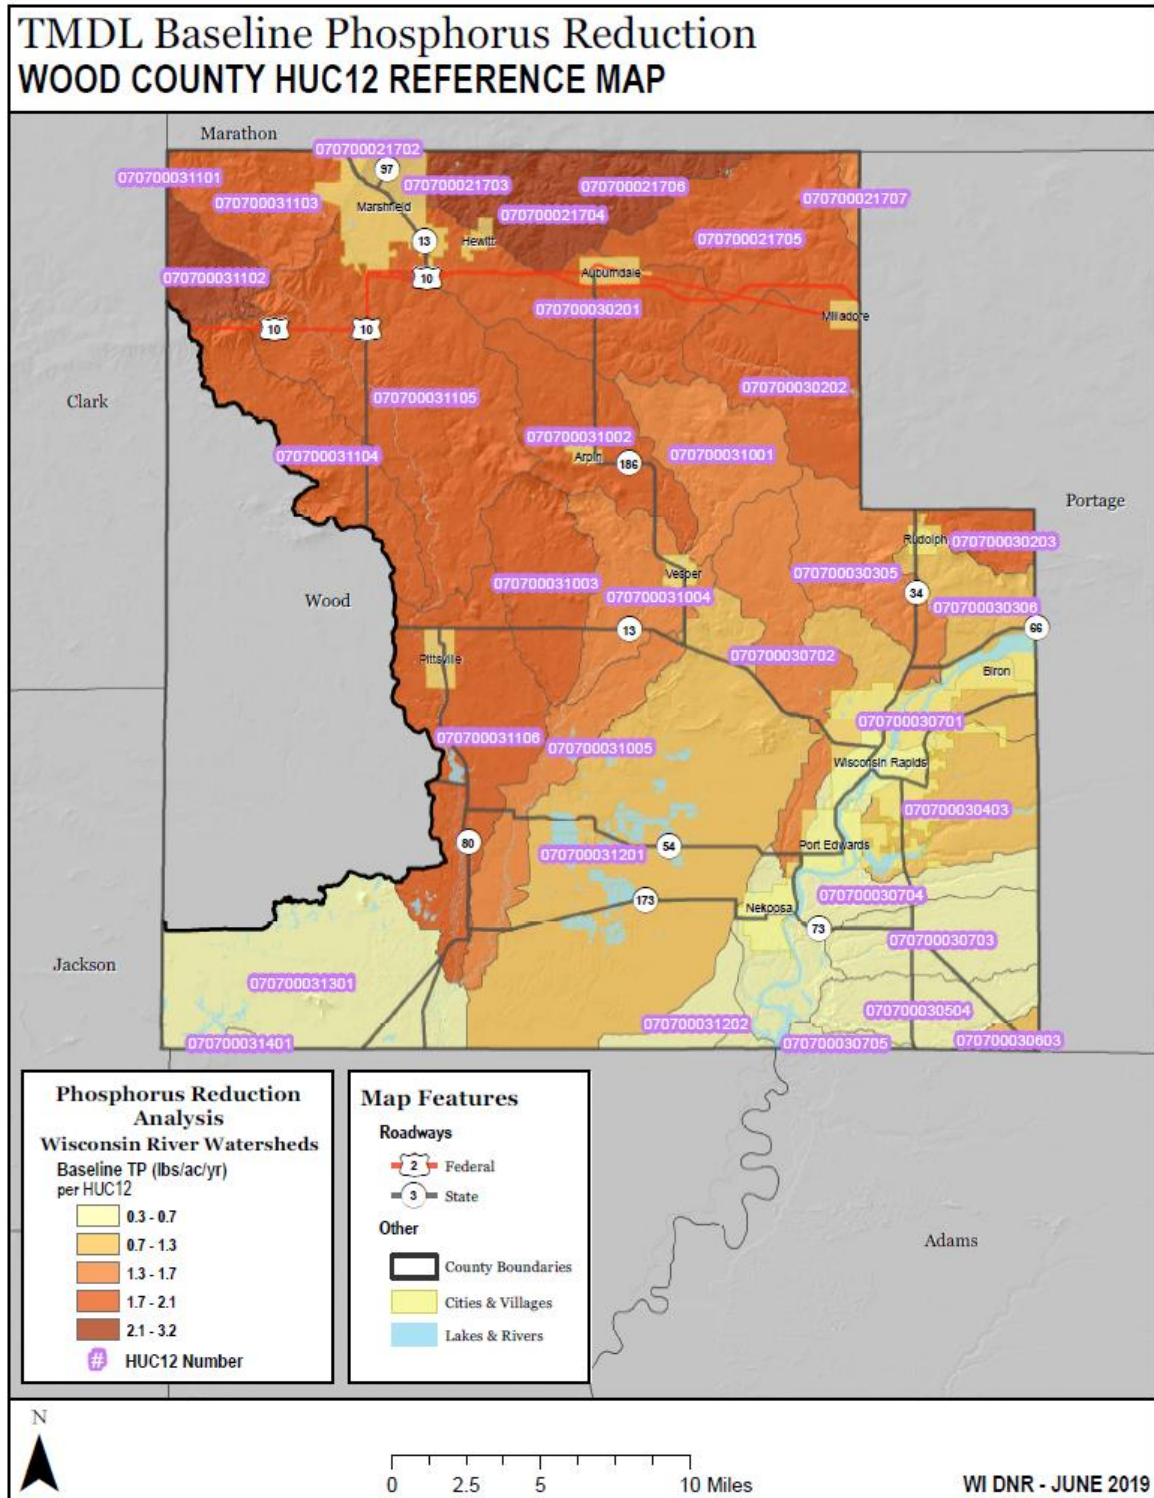 TMDL Baseline Phosphorus Reduction
WOOD COUNTY HUC12 REFERENCE MAP
Marathon
070700021702
97
070700031101
070700021703
070700021706
070700031103
070700021707
Marshfield
070700021704
13
Hewitt
070700021705
070700031102
10
Auburndale
070700030201
Milladore
10
10
070700030202
Clark
070700031105
070700031002
070700031104
Arpin
186
070700031001
Portage
Rudolph
070700030203
Vesper
070700030305
070700031003
34
Wood
070700031004
070700030306
13
66
Pittsville
070700030702
Biron
070700030701
070700031106
070700031005
Wisconsin Rapids
070700030403
80
54
Port Edwards
070700031201
070700030704
173
Nekoosa
73
070700030703
Jackson
070700031301
070700030504
070700031202
070700031401
070700030705
070700030603
Phosphorus Reduction
Analysis
Wisconsin River Watersheds
Baseline TP (lbs/ac/yr)
per HUC12
0.3 - 0.7
0.7 - 1.3
1.3 - 1.7
1.7 - 2.1
2.1 - 3.2
# HUC12 Number
Map Features
Roadways
2 Federal
3 State
Other
County Boundaries
Cities & Villages
Lakes & Rivers
Adams
N
0 2.5 5 10 Miles
WI DNR - JUNE 2019